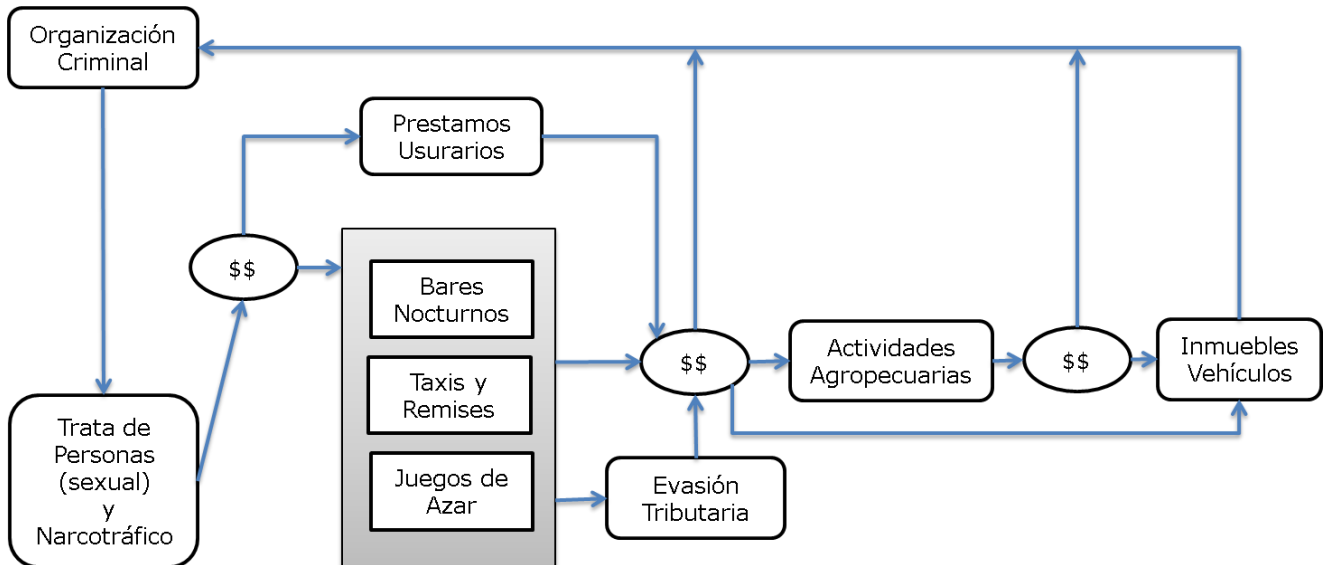 Organización
Criminal
Prestamos
Usurarios
$$
Bares
Nocturnos
Taxis y
Remises
Juegos de
Azar
$$
Actividades
Agropecuarias
$$
Inmuebles
Vehículos
Trata de
Personas
(sexual)
y
Narcotráfico
Evasión
Tributaria